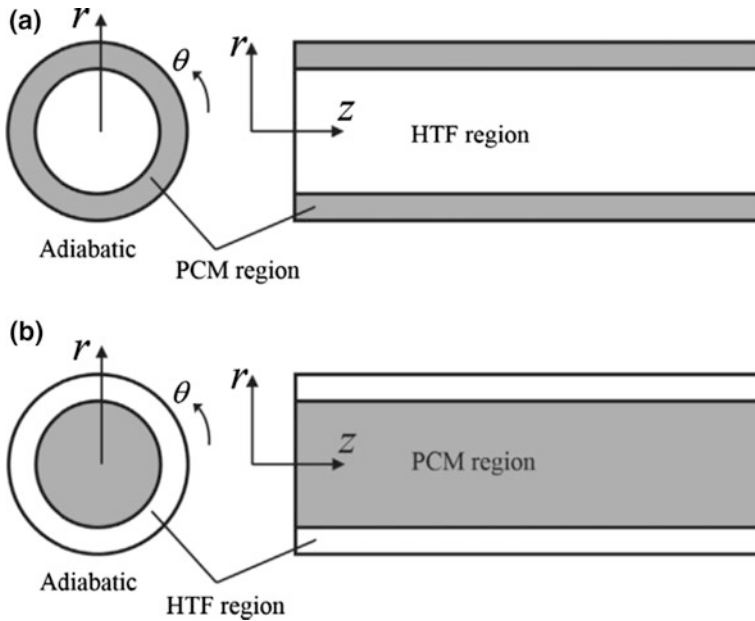 (a)
r
θ
r
z
HTF region
Adiabatic
PCM region
(b)
r
θ
r
z
PCM region
Adiabatic
HTF region